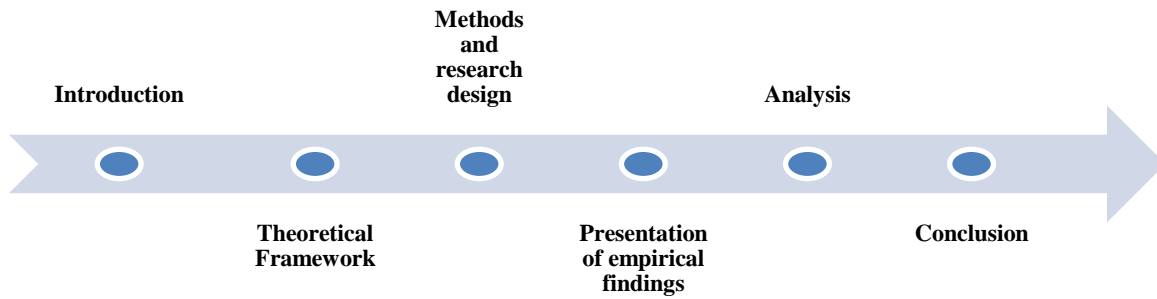 Introduction
Theoretical
Framework
Methods
and
research
design
Presentation
of empirical
findings
Analysis
Conclusion